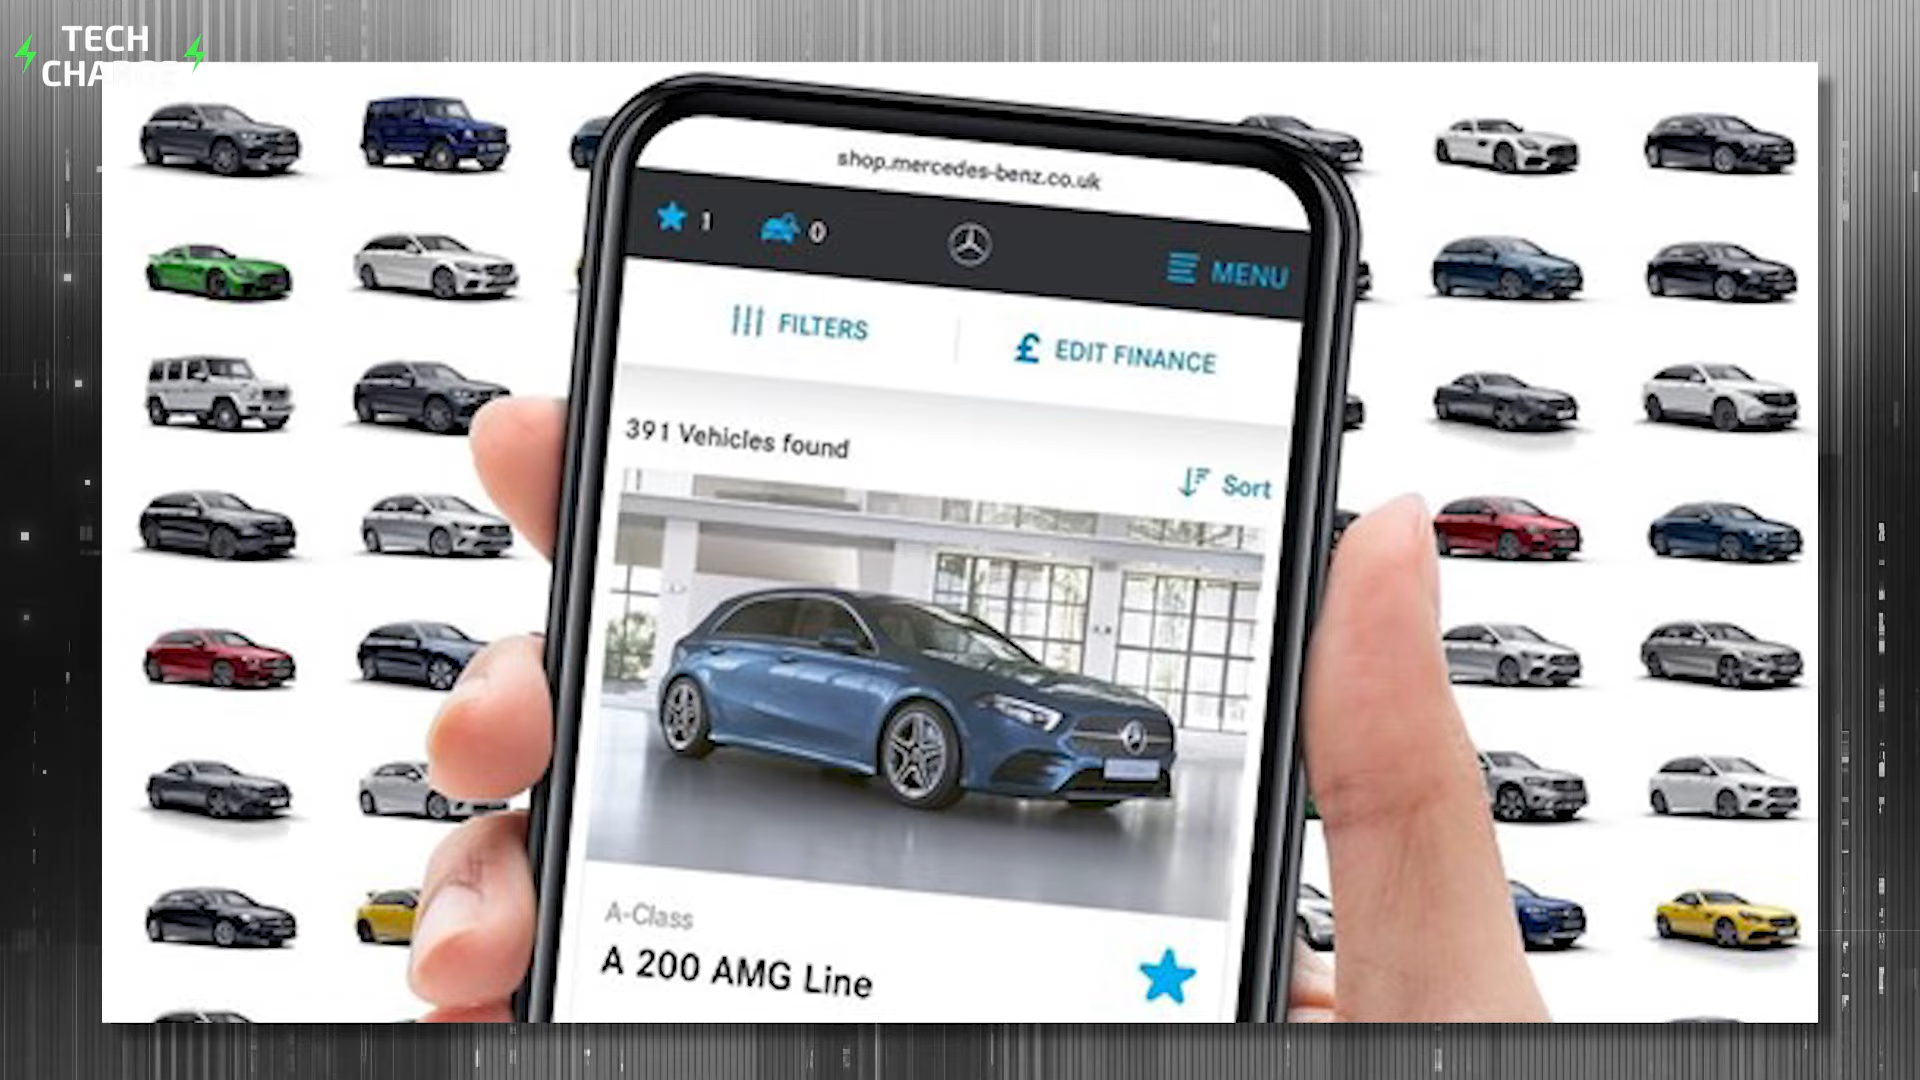 TECH
CHARGE
shop.mercedes-benz.co.uk
1
0
MENU
FILTERS
£ EDIT FINANCE
391 Vehicles found
Sort
A-Class
A 200 AMG Line